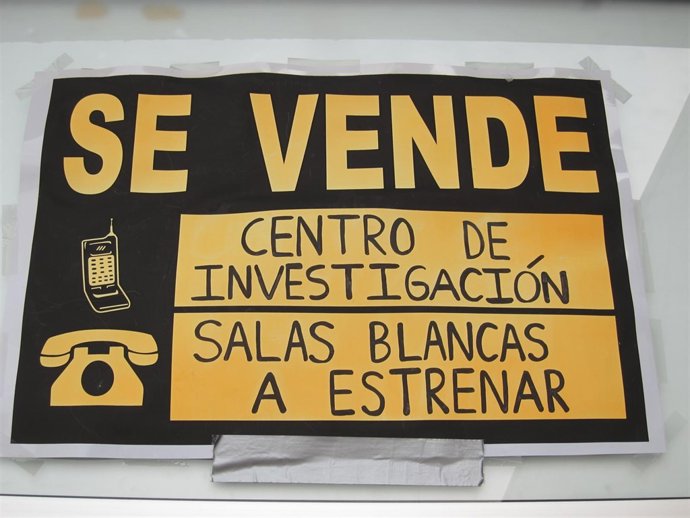 SE VENDE
CENTRO DE
INVESTIGACIÓN
SALAS BLANCAS
A ESTRENAR